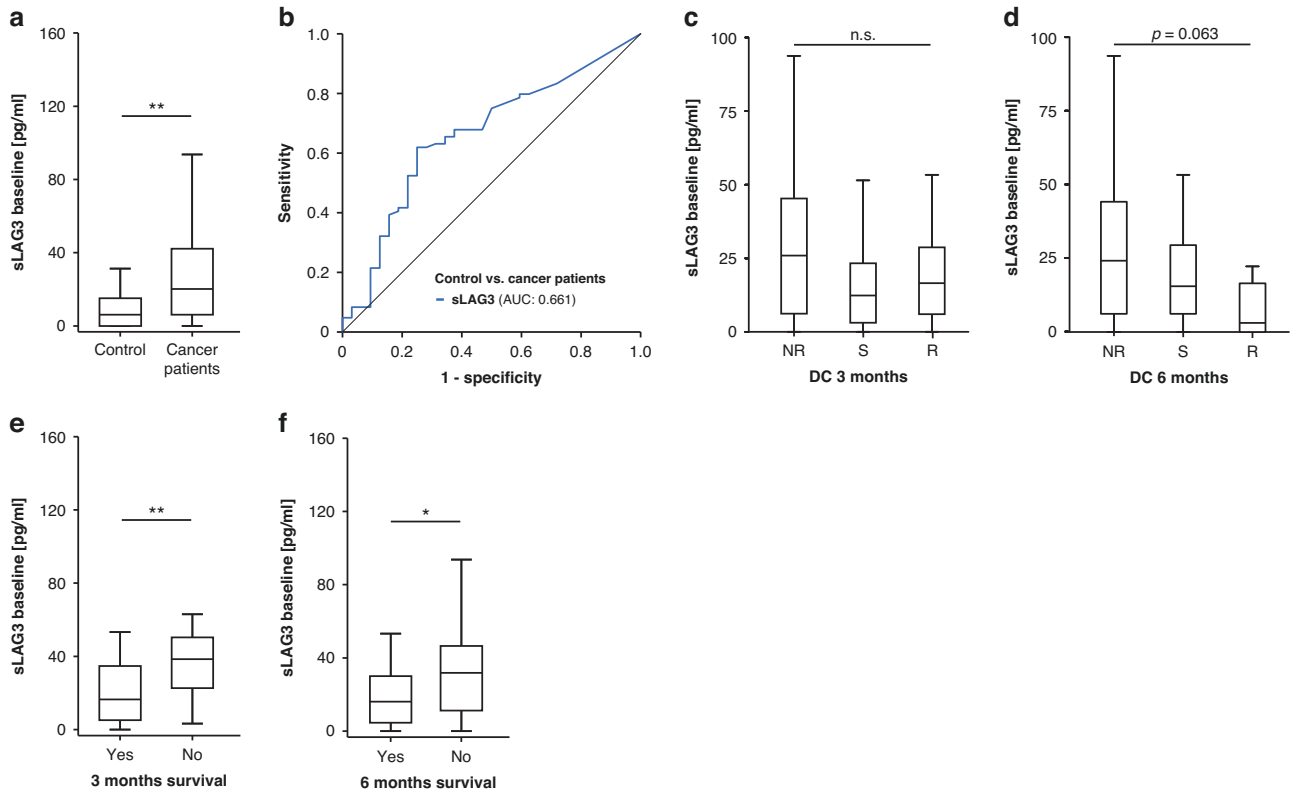 a
160
120
80
40
0
sLAG3 baseline [pg/ml]
**
Control
Cancer
patients
b
1.0
0.8
0.6
0.4
0.2
0
Sensitivity
Control vs. cancer patients
sLAG3 (AUC: 0.661)
0
0.2
0.4
0.6
0.8
1.0
1 - specificity
c
100
75
50
25
0
sLAG3 baseline [pg/ml]
n.s.
NR
S
R
DC 3 months
d
100
75
50
25
0
sLAG3 baseline [pg/ml]
p = 0.063
NR
S
R
DC 6 months
e
160
120
80
40
0
sLAG3 baseline [pg/ml]
**
Yes
No
3 months survival
f
160
120
80
40
0
sLAG3 baseline [pg/ml]
*
Yes
No
6 months survival